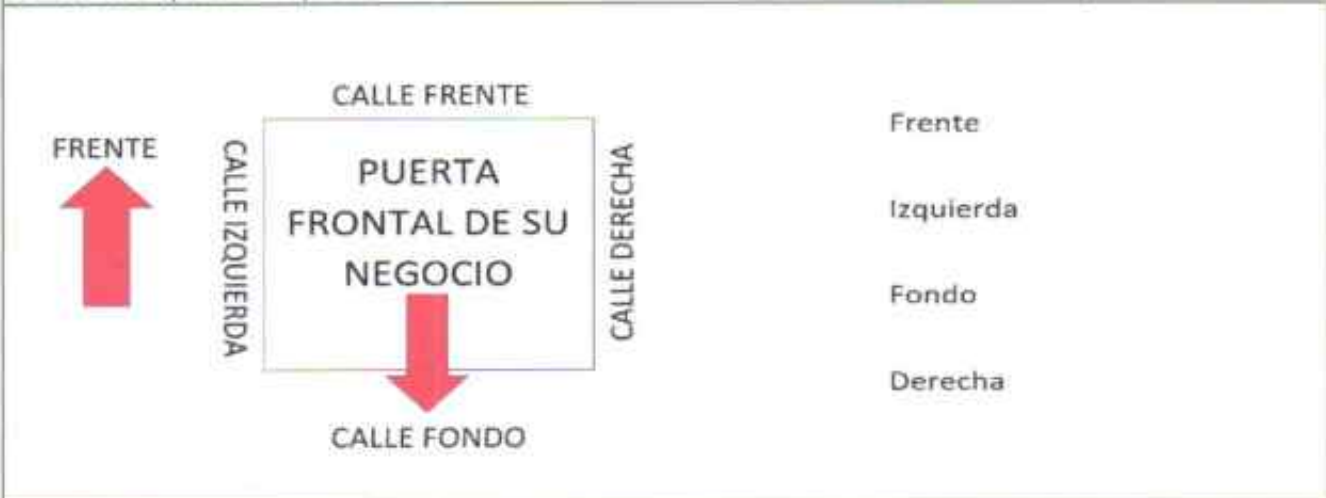 CALLE FRENTE
FRENTE
CALLE IZQUIERDA
PUERTA
FRONTAL DE SU
NEGOCIO
CALLE DERECHA
CALLE FONDO
Frente
Izquierda
Fondo
Derecha